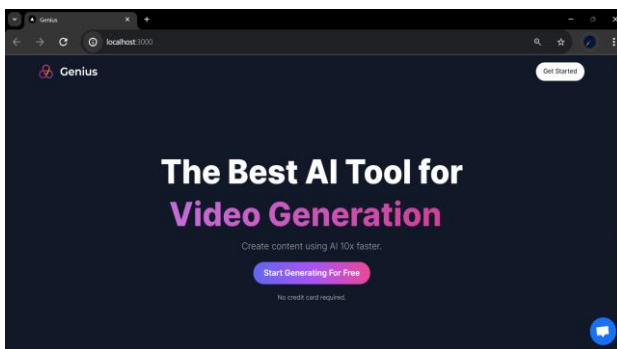 Genius
localhost:3000
Genius
Get Started
The Best AI Tool for
Video Generation
Create content using AI 10x faster.
Start Generating For Free
No credit card required.